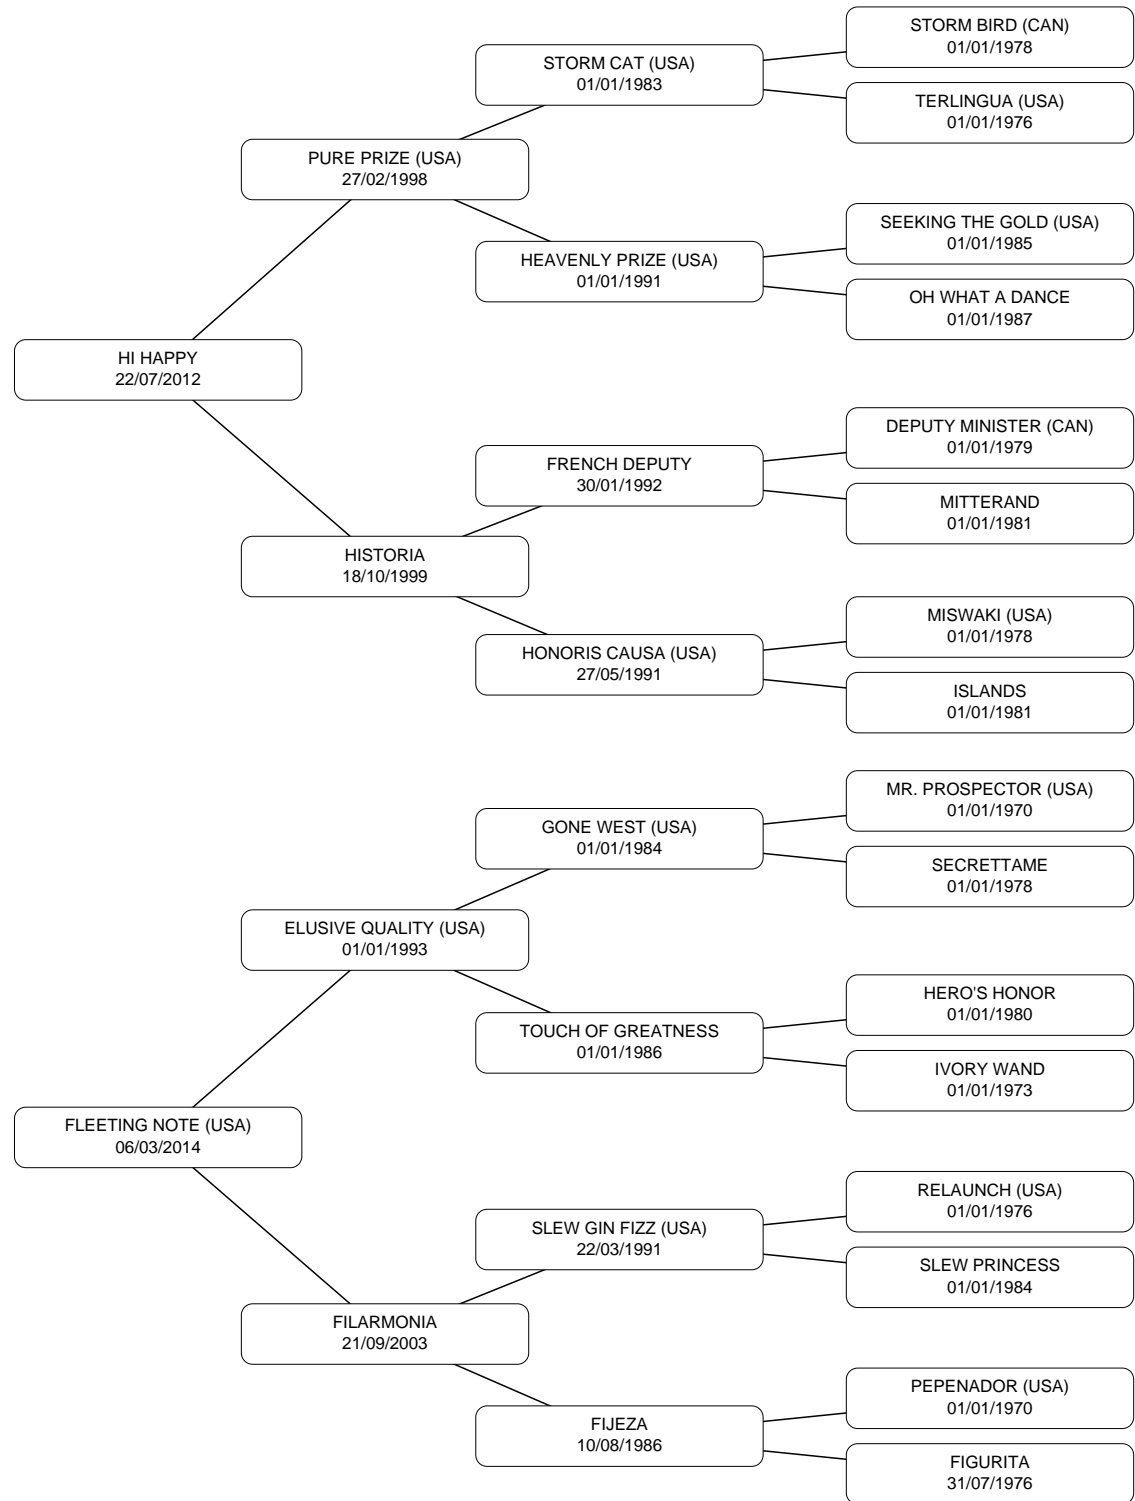 STORM BIRD (CAN)
01/01/1978
STORM CAT (USA)
01/01/1983
TERLINGUA (USA)
01/01/1976
PURE PRIZE (USA)
27/02/1998
SEEKING THE GOLD (USA)
01/01/1985
HEAVENLY PRIZE (USA)
01/01/1991
OH WHAT A DANCE
01/01/1987
HI HAPPY
22/07/2012
DEPUTY MINISTER (CAN)
01/01/1979
FRENCH DEPUTY
30/01/1992
MITTERAND
01/01/1981
HISTORIA
18/10/1999
MISWAKI (USA)
01/01/1978
HONORIS CAUSA (USA)
27/05/1991
ISLANDS
01/01/1981
MR. PROSPECTOR (USA)
01/01/1970
GONE WEST (USA)
01/01/1984
SECRETTAME
01/01/1978
ELUSIVE QUALITY (USA)
01/01/1993
HERO'S HONOR
01/01/1980
TOUCH OF GREATNESS
01/01/1986
IVORY WAND
01/01/1973
FLEETING NOTE (USA)
06/03/2014
RELAUNCH (USA)
01/01/1976
SLEW GIN FIZZ (USA)
22/03/1991
SLEW PRINCESS
01/01/1984
FILARMONIA
21/09/2003
PEPENADOR (USA)
01/01/1970
FIJEZA
10/08/1986
FIGURITA
31/07/1976